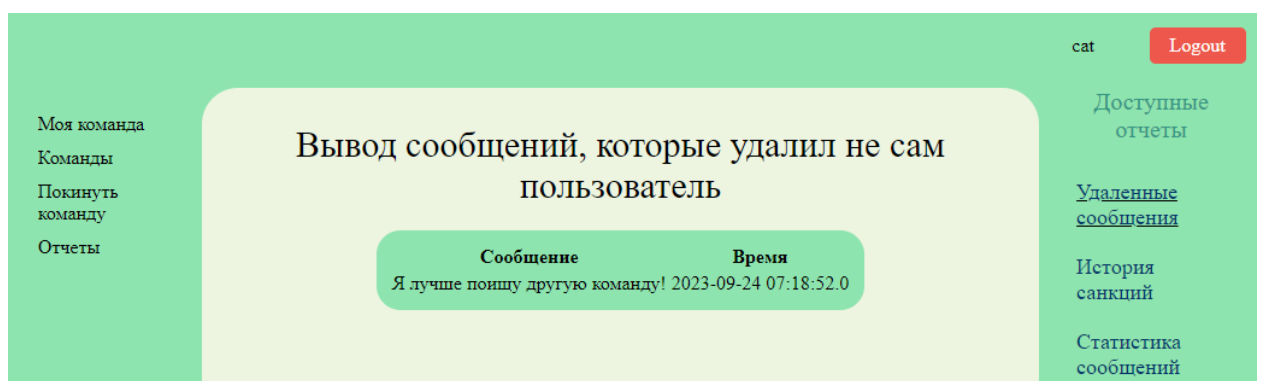 cat
Logout
Моя команда
Команды
Покинуть
команду
Отчеты
Вывод сообщений, которые удалил не сам
пользователь
Сообщение Время
Я лучше поищу другую команду! 2023-09-24 07:18:52.0
Доступные
отчеты
Удаленные
сообщения
История
санкций
Статистика
сообщений